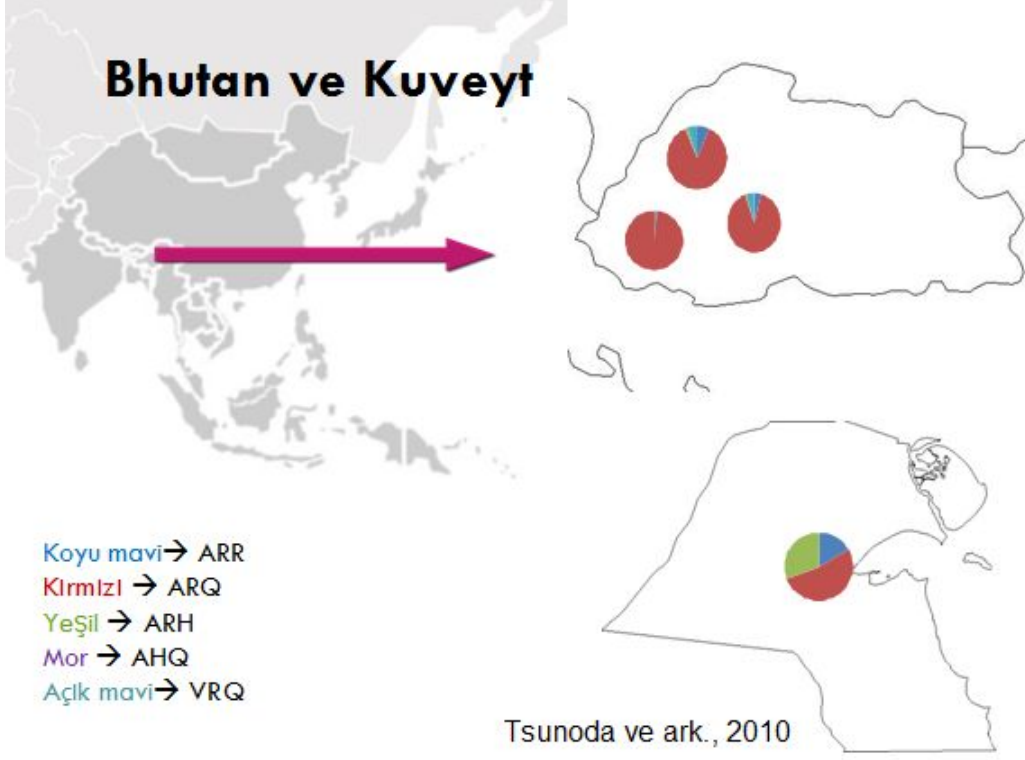 Bhutan ve Kuveyt
Koyu mavi→ ARR
Kırmızı → ARQ
Yeşil → ARH
Mor → AHQ
Açık mavi→ VRQ
Tsunoda ve ark., 2010